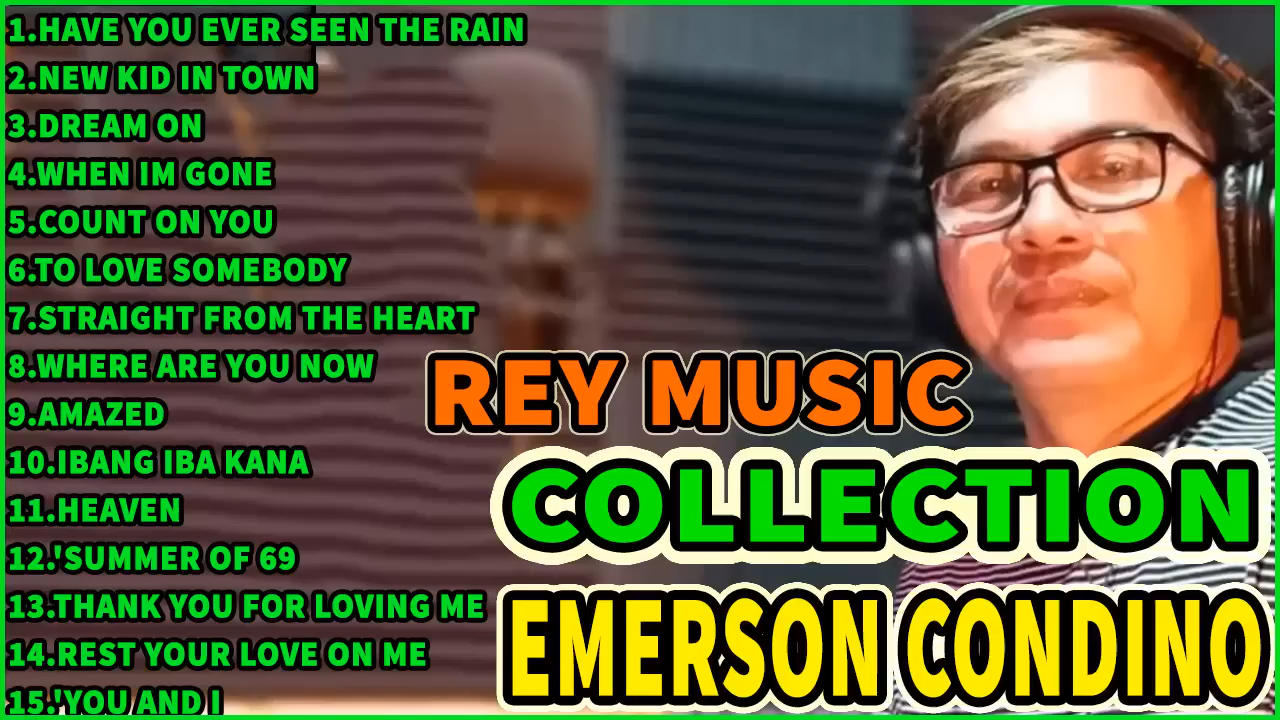 1.HAVE YOU EVER SEEN THE RAIN
2.NEW KID IN TOWN
3.DREAM ON
4.WHEN IM GONE
5.COUNT ON YOU
6.TO LOVE SOMEBODY
7.STRAIGHT FROM THE HEART
8.WHERE ARE YOU NOW
9.AMAZED
10.IBANG IBA KANA
11.HEAVEN
12.'SUMMER OF 69
13.THANK YOU FOR LOVING ME
14.REST YOUR LOVE ON ME
15.'YOU AND I
REY MUSIC
COLLECTION
EMERSON CONDINO